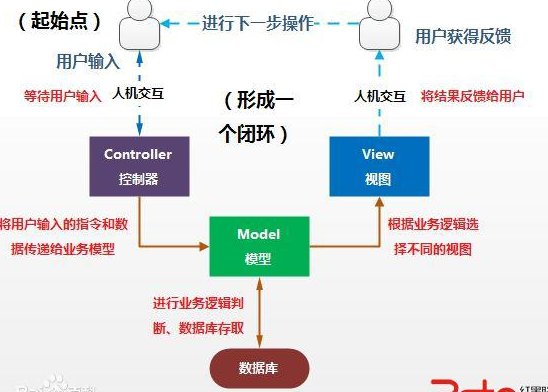 （起始点）
进行下一步操作
用户输入
用户获得反馈
等待用户输入
人机交互
（形成一
个闭环）
人机交互
将结果反馈给用户
Controller
控制器
View
视图
将用户输入的指令和数
据传递给业务模型
Model
模型
根据业务逻辑选
择不同的视图
进行业务逻辑判
断、数据库存取
数据库